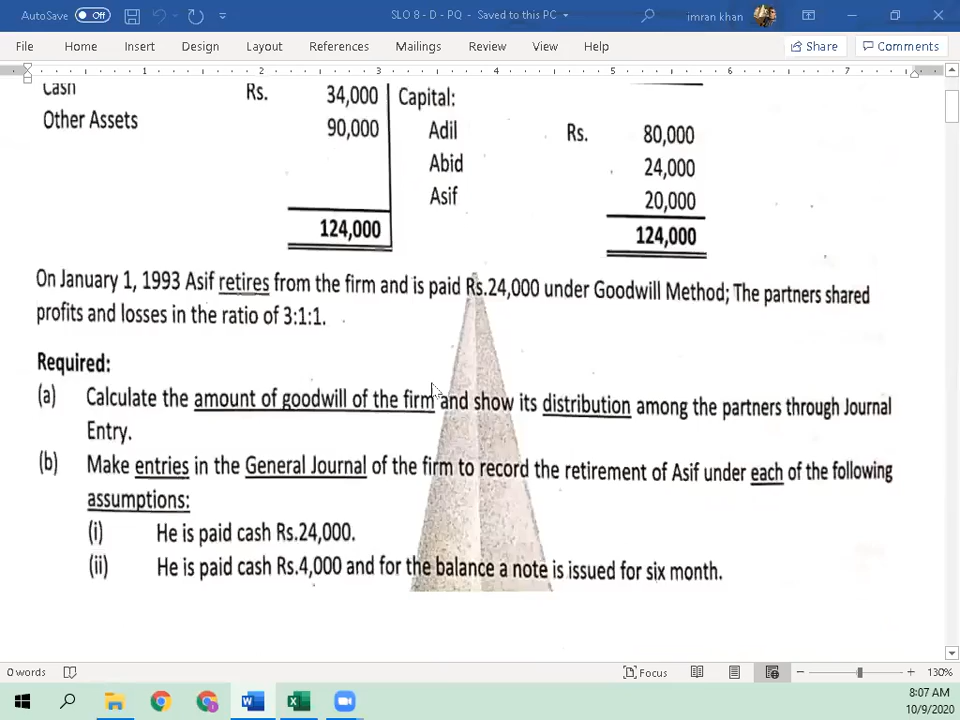 AutoSave Off SLO 8 - D - PQ - Saved to this PC imran khan
File Home Insert Design Layout References Mailings Review View Help Share Comments
1 2 3 4 5 6 7
Cash Rs. 34,000 Capital:
Other Assets 90,000 Adil Rs. 80,000
Abid 24,000
Asif 20,000
124,000 124,000
On January 1, 1993 Asif retires from the firm and is paid Rs.24,000 under Goodwill Method; The partners shared
profits and losses in the ratio of 3:1:1.
Required:
(a) Calculate the amount of goodwill of the firm and show its distribution among the partners through Journal
Entry.
(b) Make entries in the General Journal of the firm to record the retirement of Asif under each of the following
assumptions:
(i) He is paid cash Rs.24,000.
(ii) He is paid cash Rs.4,000 and for the balance a note is issued for six month.
0 words Focus 130%
8:07 AM
10/9/2020